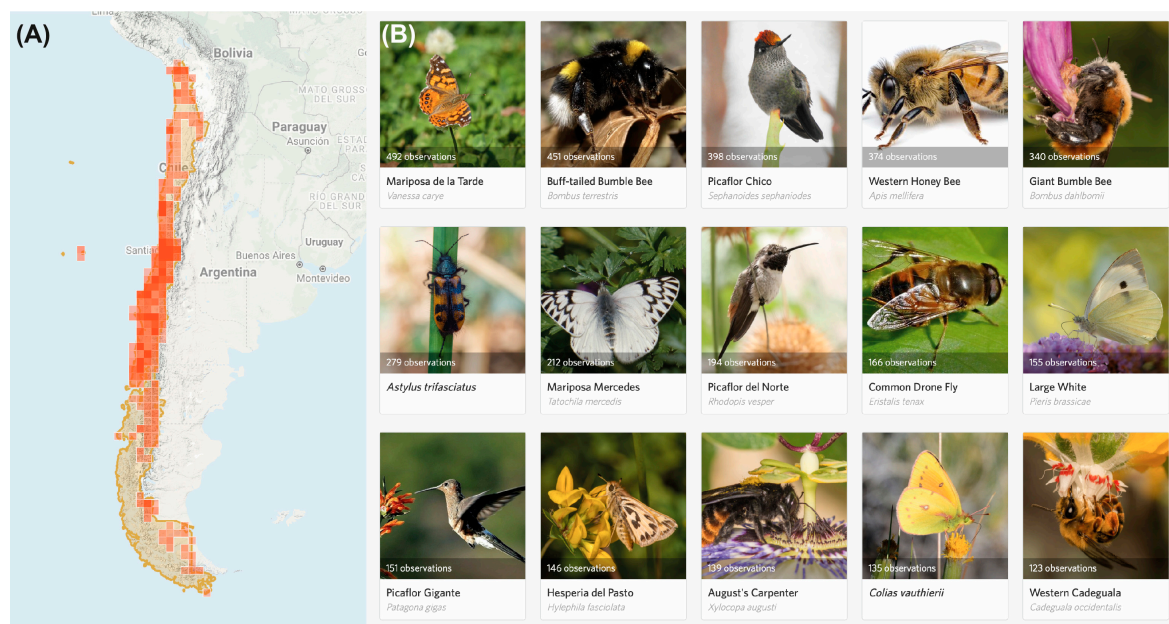 (A)
Lima
Bolivia
MATO GROSS
DO SUL
Paraguay
Asunción
Chile
RIO GRAND
DO SUL
Santia
Uruguay
Buenos Aires
Montevideo
Argentina
(B)
492 observations
451 observations
398 observations
374 observations
340 observations
Mariposa de la Tarde
Buff-tailed Bumble Bee
Picaflor Chico
Western Honey Bee
Giant Bumble Bee
Vanessa carye
Bombus terrestris
Sephanoides sephaniodes
Apis mellifera
Bombus dahlbomii
279 observations
212 observations
194 observations
166 observations
155 observations
Astylus trifasciatus
Mariposa Mercedes
Picaflor del Norte
Common Drone Fly
Large White
Tatochila mercedis
Rhodopis vesper
Eristalis tenax
Pieris brassicae
151 observations
146 observations
139 observations
135 observations
123 observations
Picaflor Gigante
Hesperia del Pasto
August's Carpenter
Colias vauthierii
Western Cadeguala
Patagona gigas
Hylephila fasciolata
Xylocopa augusti
Cadeguala occidentalis